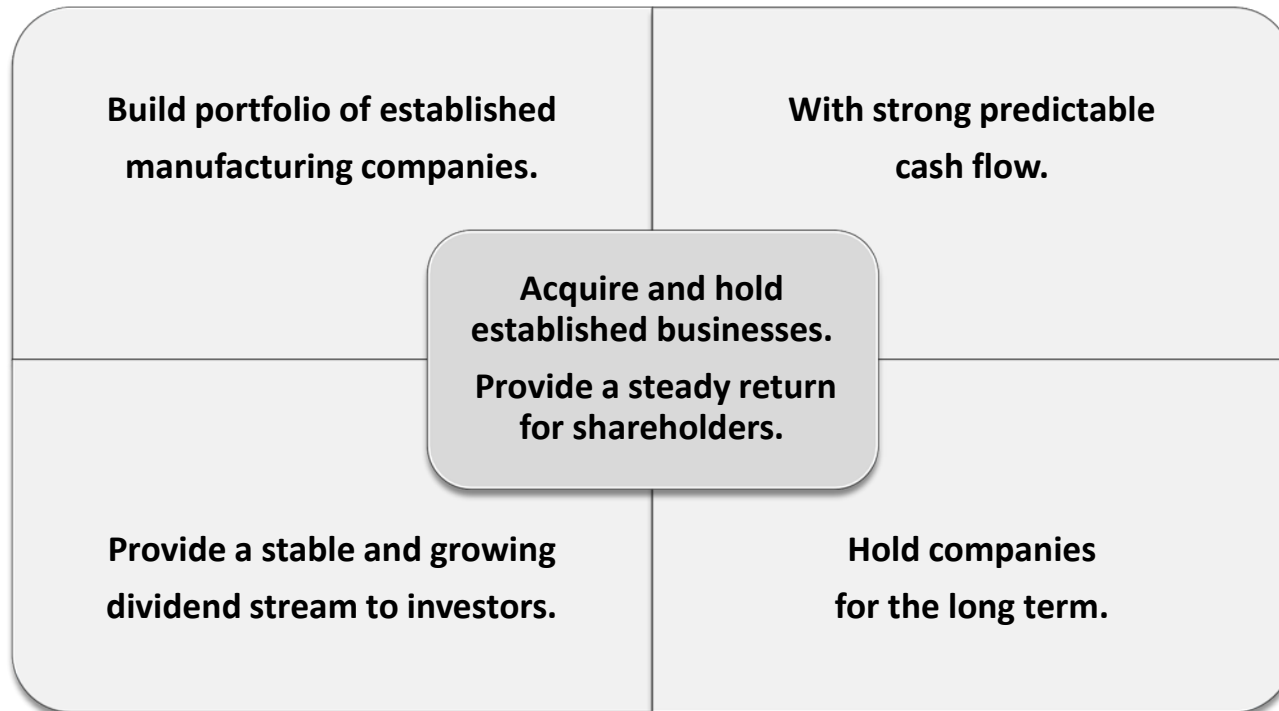 Build portfolio of established
manufacturing companies.
With strong predictable
cash flow.
Acquire and hold
established businesses.
Provide a steady return
for shareholders.
Provide a stable and growing
dividend stream to investors.
Hold companies
for the long term.